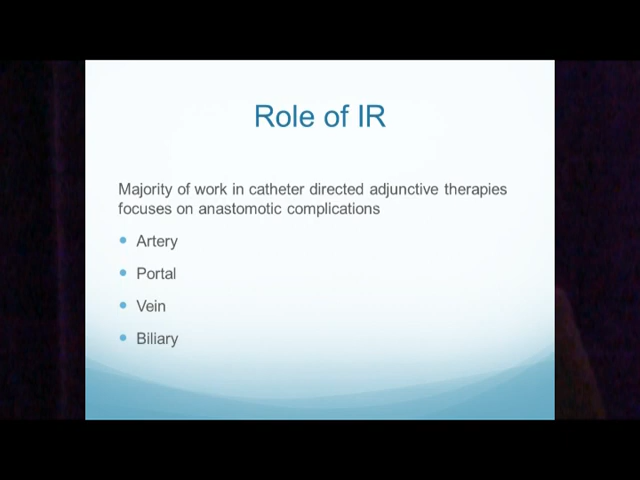 Role of IR
Majority of work in catheter directed adjunctive therapies
focuses on anastomotic complications
Artery
Portal
Vein
Biliary